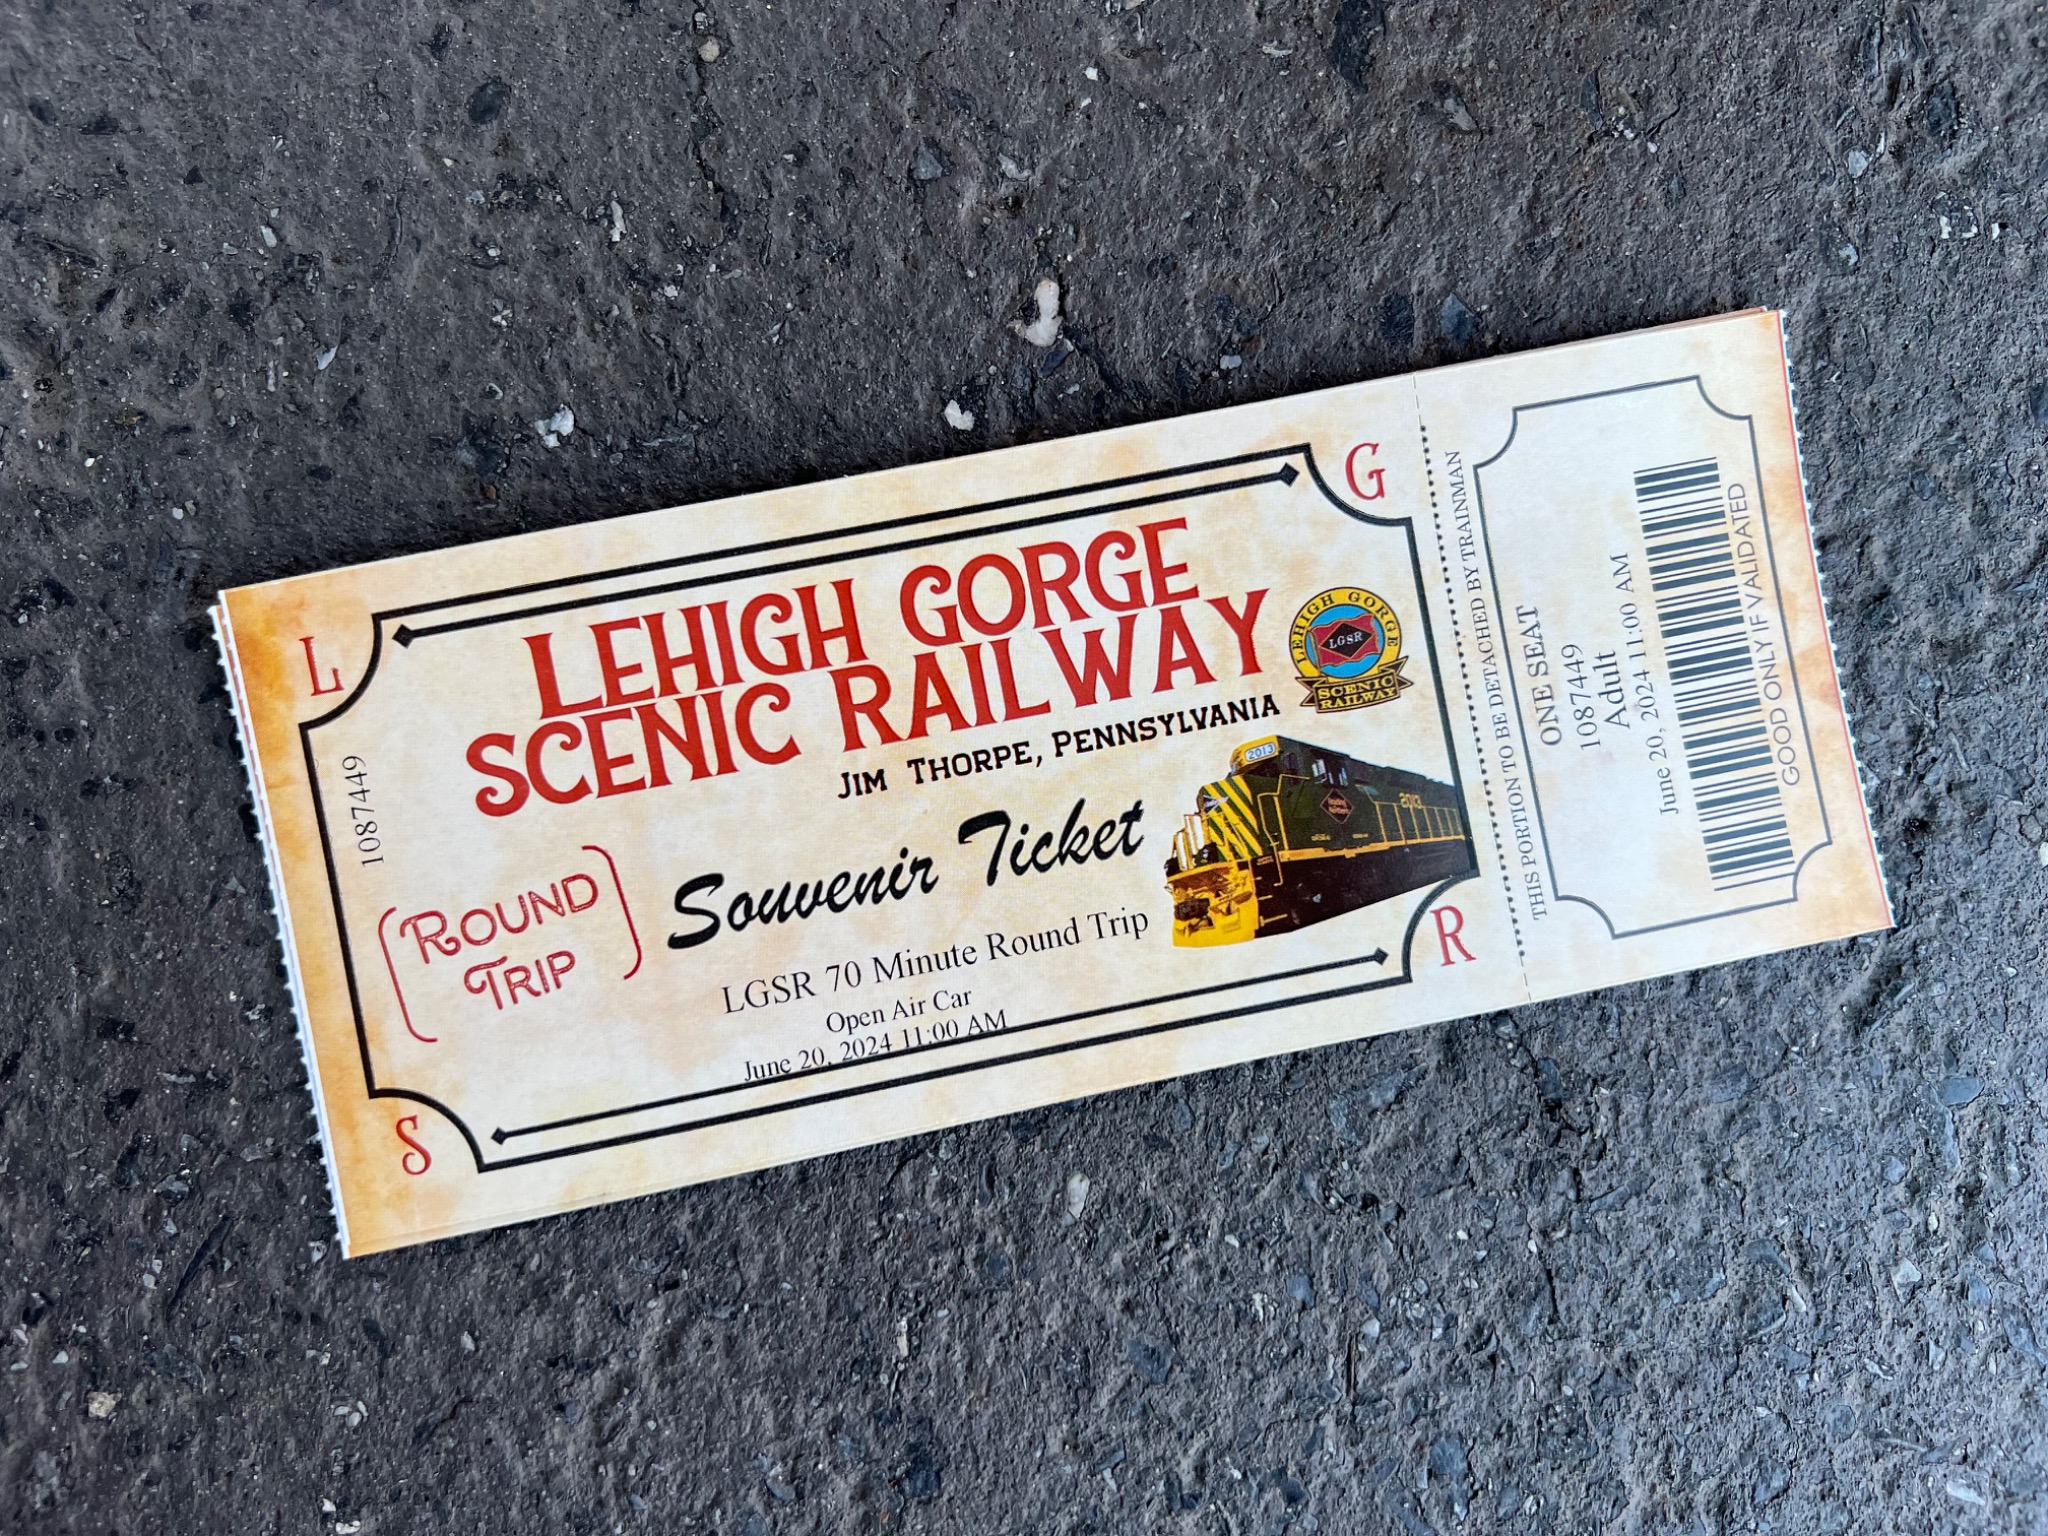 L
G
1087449
LEHIGH GORGE
SCENIC RAILWAY
JIM THORPE, PENNSYLVANIA
LEHIGH GORGE
LGSR
SCENIC
RAILWAY
2013
2013
ROUND
TRIP
Souvenir Ticket
LGSR 70 Minute Round Trip
Open Air Car
June 20, 2024 11:00 AM
S
R
THIS PORTION TO BE DETACHED BY TRAINMAN
ONE SEAT
1087449
Adult
June 20, 2024 11:00 AM
GOOD ONLY IF VALIDATED